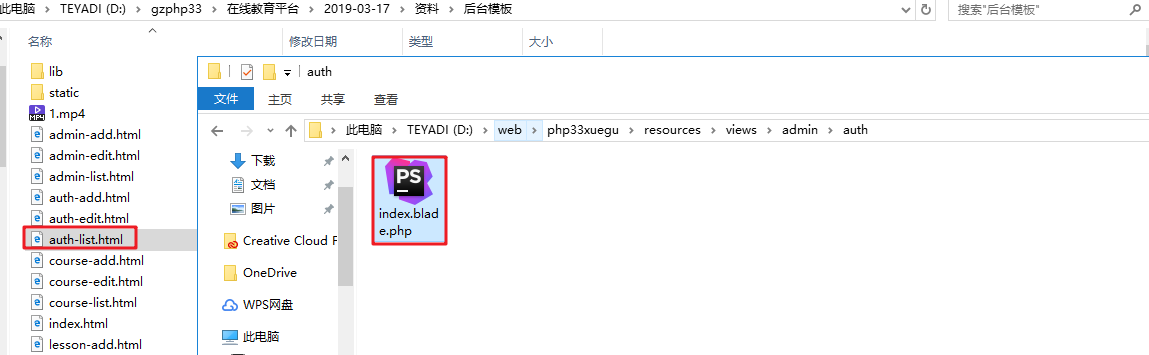 此电脑 > TEYADI (D:) > gzphp33 > 在线教育平台 > 2019-03-17 > 资料 > 后台模板
搜索"后台模板"
名称 修改日期 类型 大小
lib
static
1.mp4
admin-add.html
admin-edit.html
admin-list.html
auth-add.html
auth-edit.html
auth-list.html
course-add.html
course-edit.html
course-list.html
index.html
lesson-add.html
auth
文件 主页 共享 查看
此电脑 > TEYADI (D:) > web > php33xuegu > resources > views > admin > auth
下载
文档
图片
Creative Cloud F
OneDrive
WPS网盘
此电脑
PS
index.blad
e.php